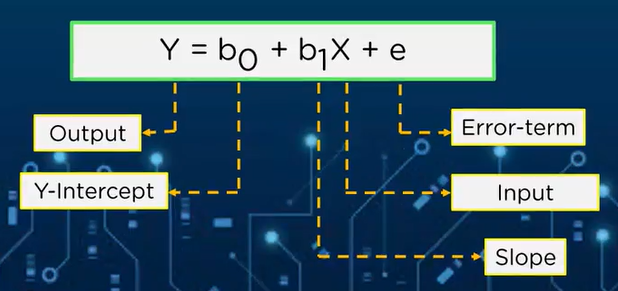 Y = b₀ + b₁X + e
Output
Error-term
Y-Intercept
Input
Slope